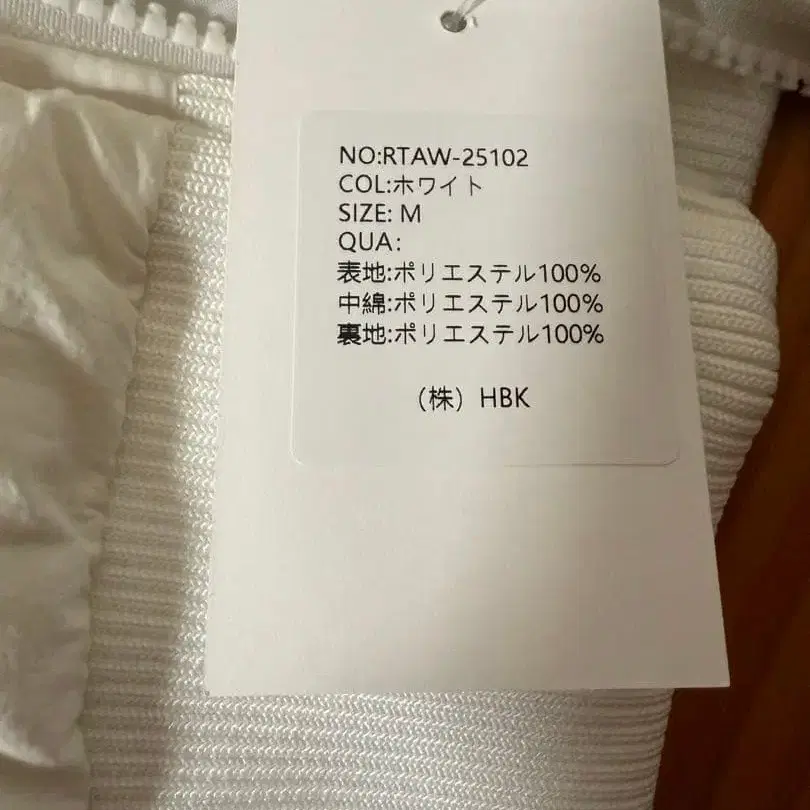 NO:RTAW-25102
COL:ホワイト
SIZE: M
QUA:
表地:ポリエステル100%
中綿:ポリエステル100%
裏地:ポリエステル100%
（株）HBK